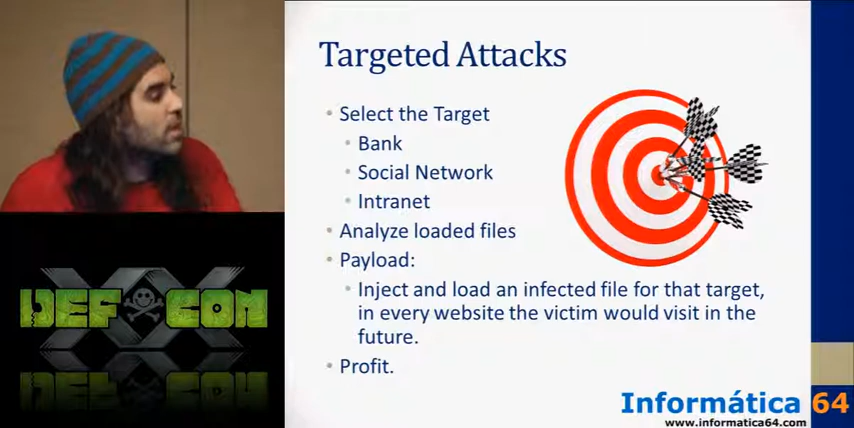 Targeted Attacks
• Select the Target
• Bank
• Social Network
• Intranet
• Analyze loaded files
• Payload:
• Inject and load an infected file for that target,
in every website the victim would visit in the
future.
• Profit.
DEF CON
XX
Informática 64
www.informatica64.com